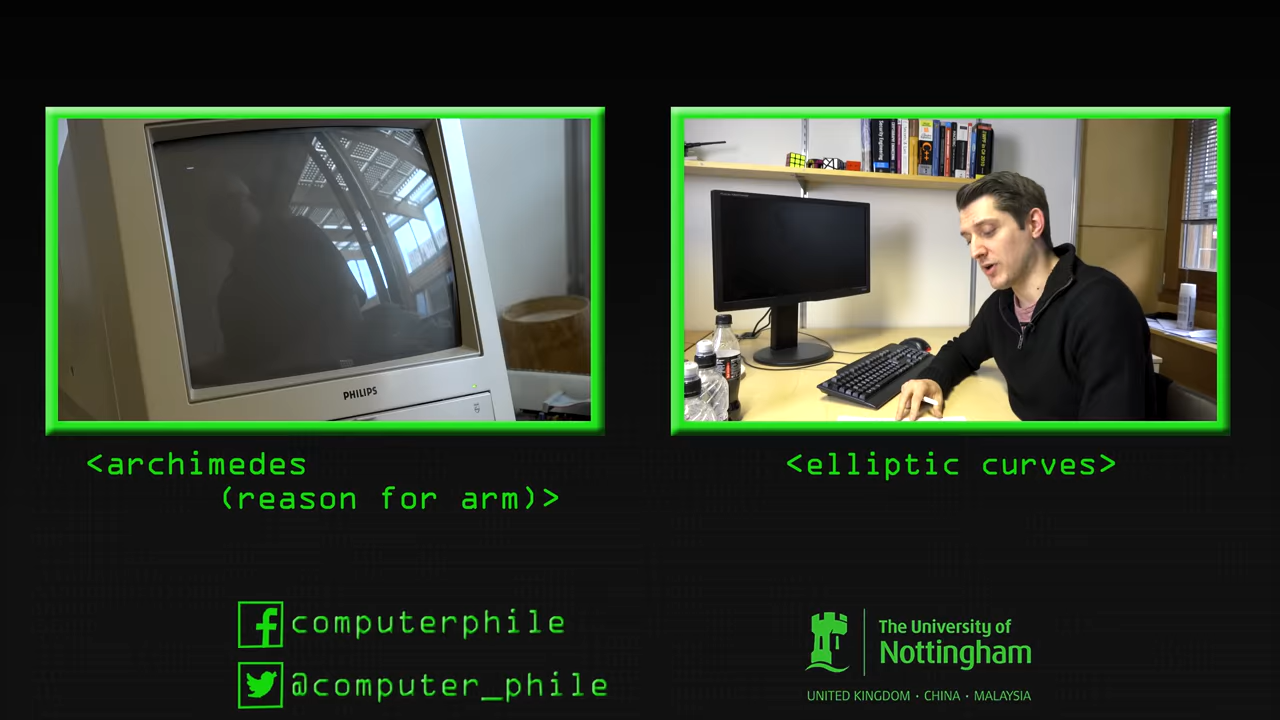 PHILIPS
C++
<archimedes
(reason for arm)>
<elliptic curves>
computerphile
@computer_phile
The University of
Nottingham
UNITED KINGDOM · CHINA · MALAYSIA